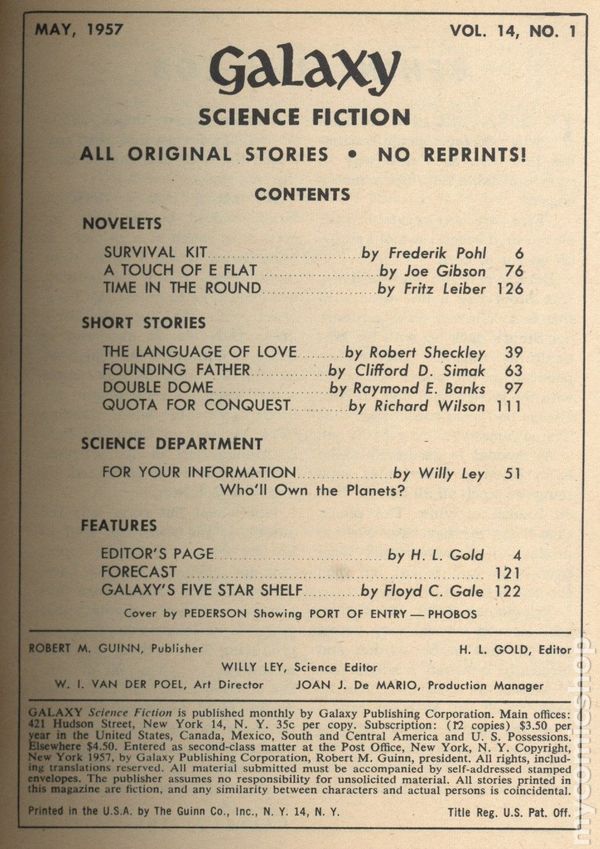 MAY, 1957 VOL. 14, NO. 1
Galaxy
SCIENCE FICTION
ALL ORIGINAL STORIES • NO REPRINTS!
CONTENTS
NOVELETS
SURVIVAL KIT..............................by Frederik Pohl 6
A TOUCH OF E FLAT ....................by Joe Gibson 76
TIME IN THE ROUND....................by Fritz Leiber 126
SHORT STORIES
THE LANGUAGE OF LOVE.........by Robert Sheckley 39
FOUNDING FATHER...............by Clifford D. Simak 63
DOUBLE DOME......................by Raymond E. Banks 97
QUOTA FOR CONQUEST..........by Richard Wilson 111
SCIENCE DEPARTMENT
FOR YOUR INFORMATION..................by Willy Ley 51
Who'll Own the Planets?
FEATURES
EDITOR'S PAGE...............................by H. L. Gold 4
FORECAST ...................................................... 121
GALAXY'S FIVE STAR SHELF..........by Floyd C. Gale 122
Cover by PEDERSON Showing PORT OF ENTRY — PHOBOS
ROBERT M. GUINN, Publisher H. L. GOLD, Editor
WILLY LEY, Science Editor
W. I. VAN DER POEL, Art Director JOAN J. De MARIO, Production Manager
GALAXY Science Fiction is published monthly by Galaxy Publishing Corporation. Main offices:
421 Hudson Street, New York 14, N. Y. 35c per copy. Subscription: (12 copies) $3.50 per
year in the United States, Canada, Mexico, South and Central America and U. S. Possessions.
Elsewhere $4.50. Entered as second-class matter at the Post Office, New York, N. Y. Copyright,
New York 1957, by Galaxy Publishing Corporation, Robert M. Guinn, president. All rights, includ-
ing translations reserved. All material submitted must be accompanied by self-addressed stamped
envelopes. The publisher assumes no responsibility for unsolicited material. All stories printed in
this magazine are fiction, and any similarity between characters and actual persons is coincidental.
Printed in the U.S.A. by The Guinn Co., Inc., N. Y. 14, N. Y. Title Reg. U.S. Pat. Off.
mycomicshop